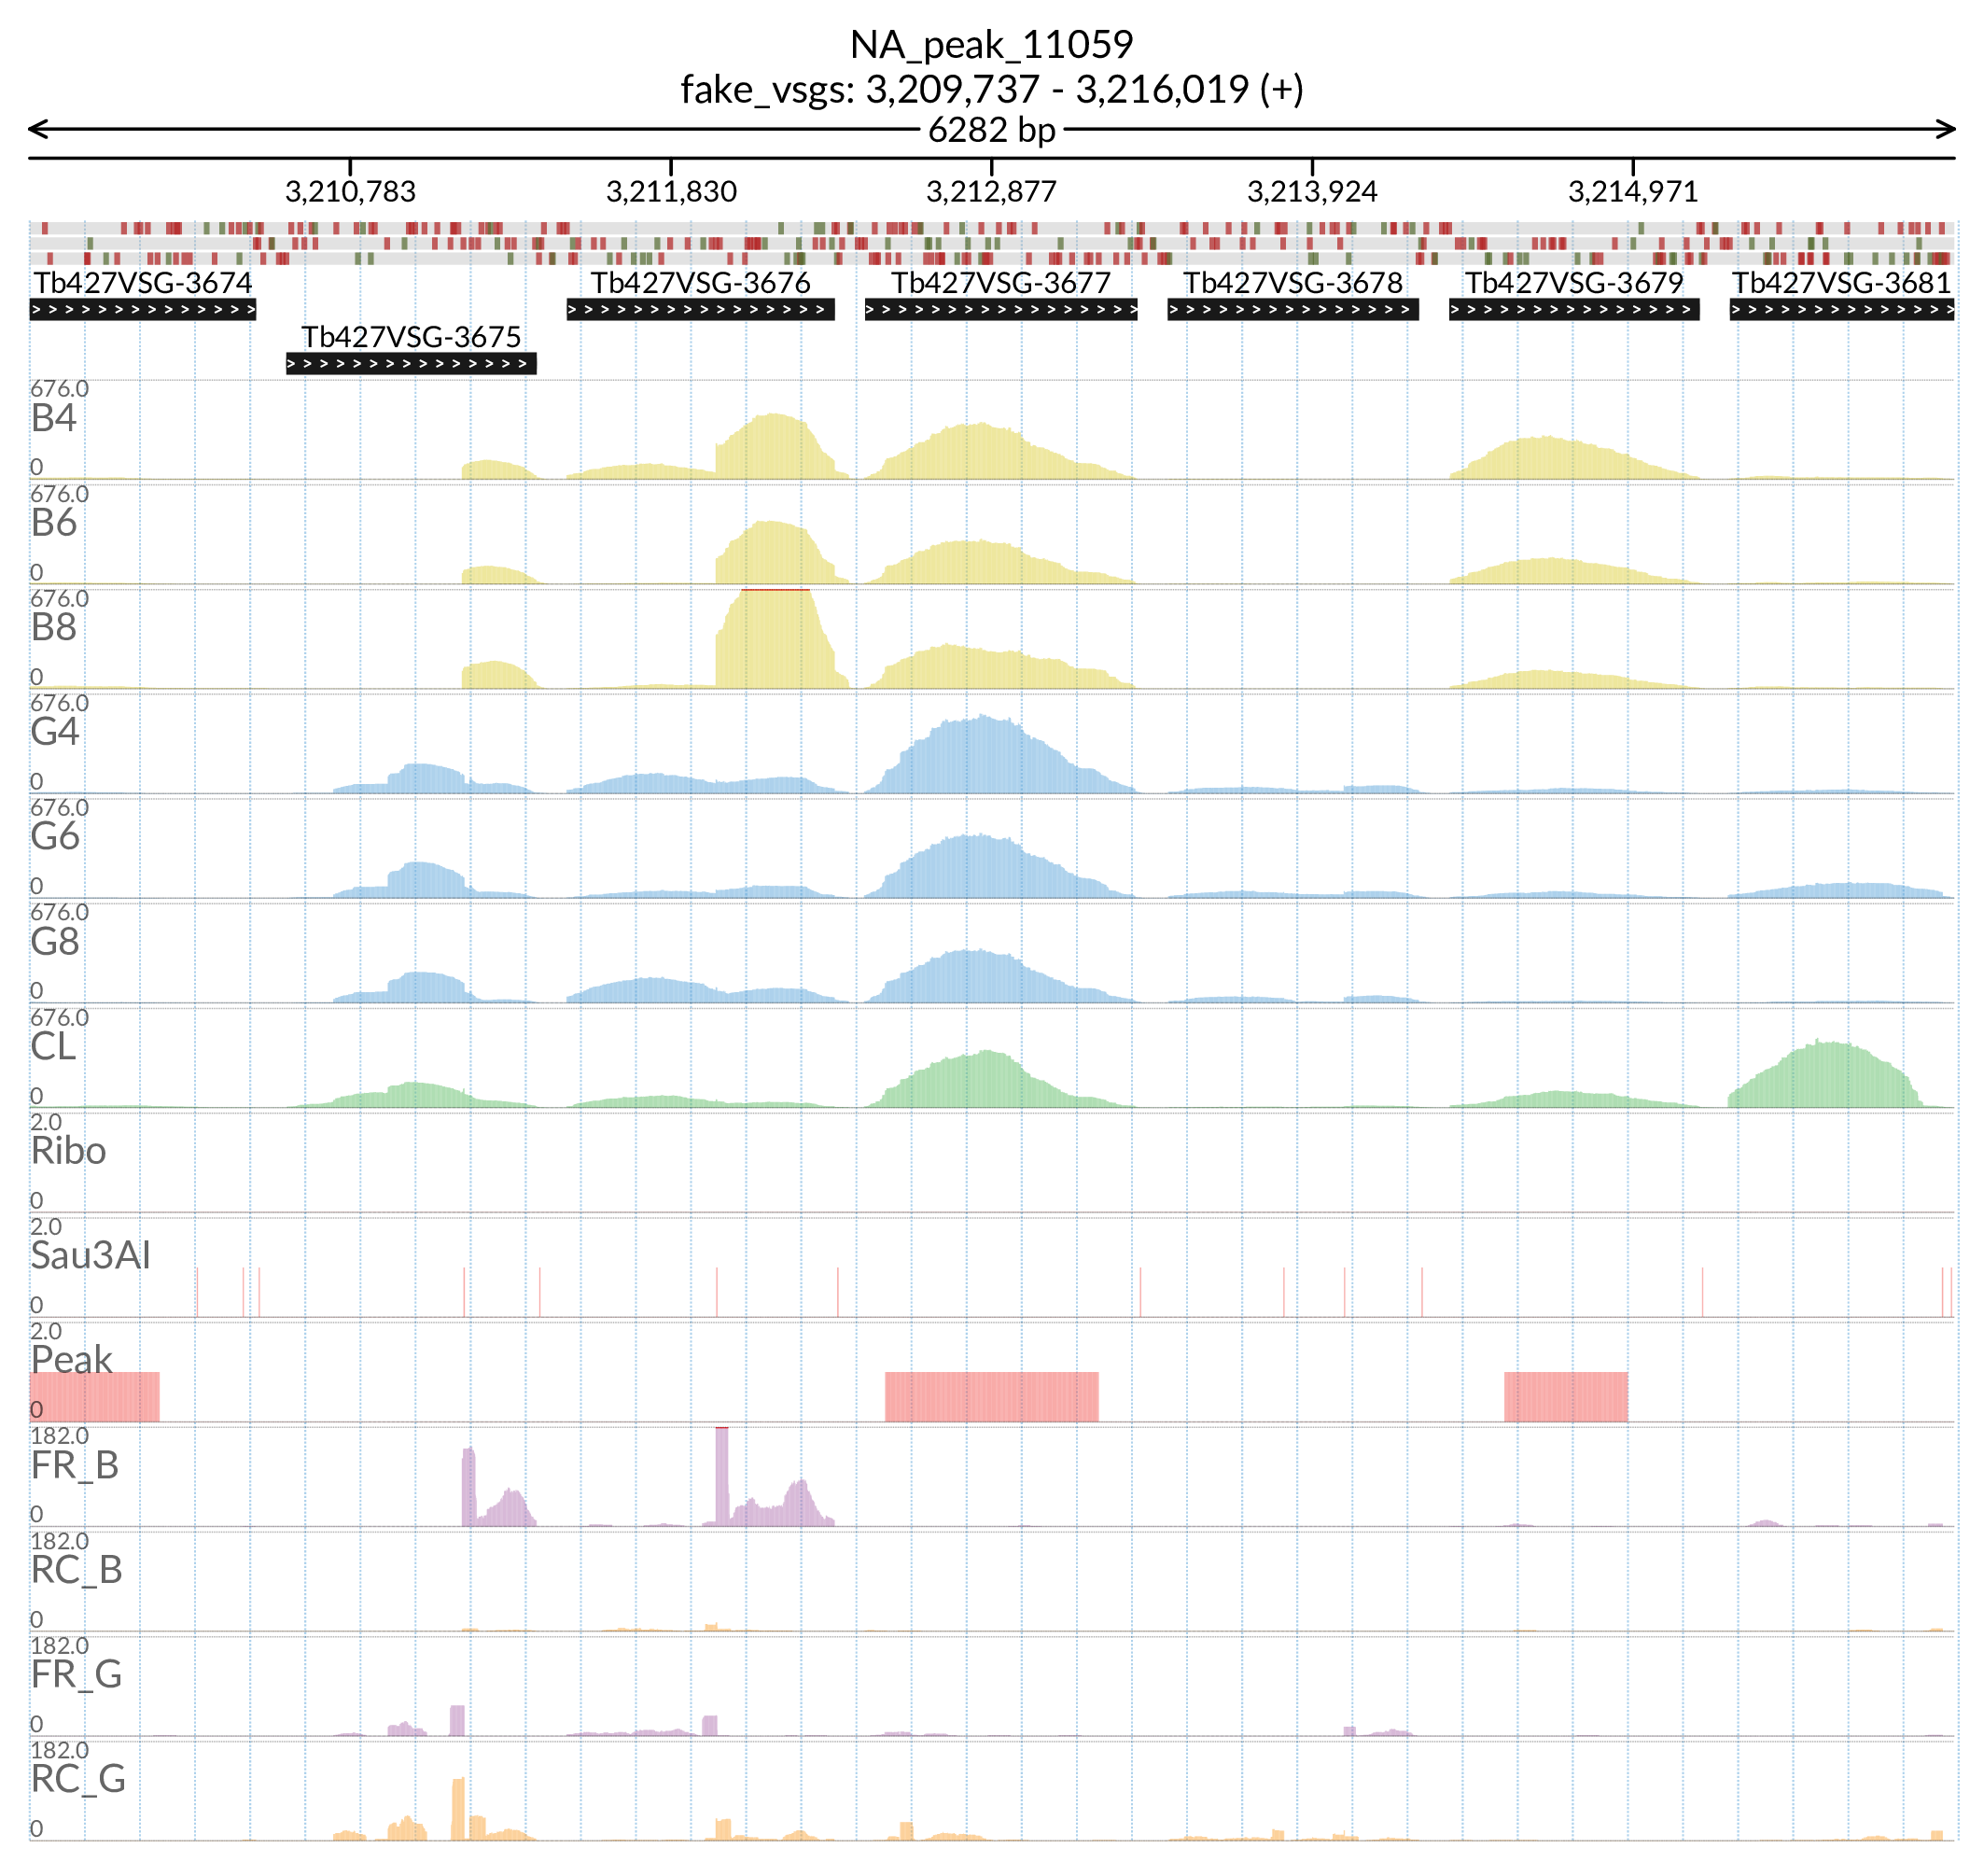 NA_peak_11059
fake_vsgs: 3,209,737 - 3,216,019 (+)
6282 bp
3,210,783 3,211,830 3,212,877 3,213,924 3,214,971
Tb427VSG-3674 Tb427VSG-3676 Tb427VSG-3677 Tb427VSG-3678 Tb427VSG-3679 Tb427VSG-3681
Tb427VSG-3675
676.0
B4
0
676.0
B6
0
676.0
B8
0
676.0
G4
0
676.0
G6
0
676.0
G8
0
676.0
CL
0
2.0
Ribo
0
2.0
Sau3AI
0
2.0
Peak
0
182.0
FR_B
0
182.0
RC_B
0
182.0
FR_G
0
182.0
RC_G
0